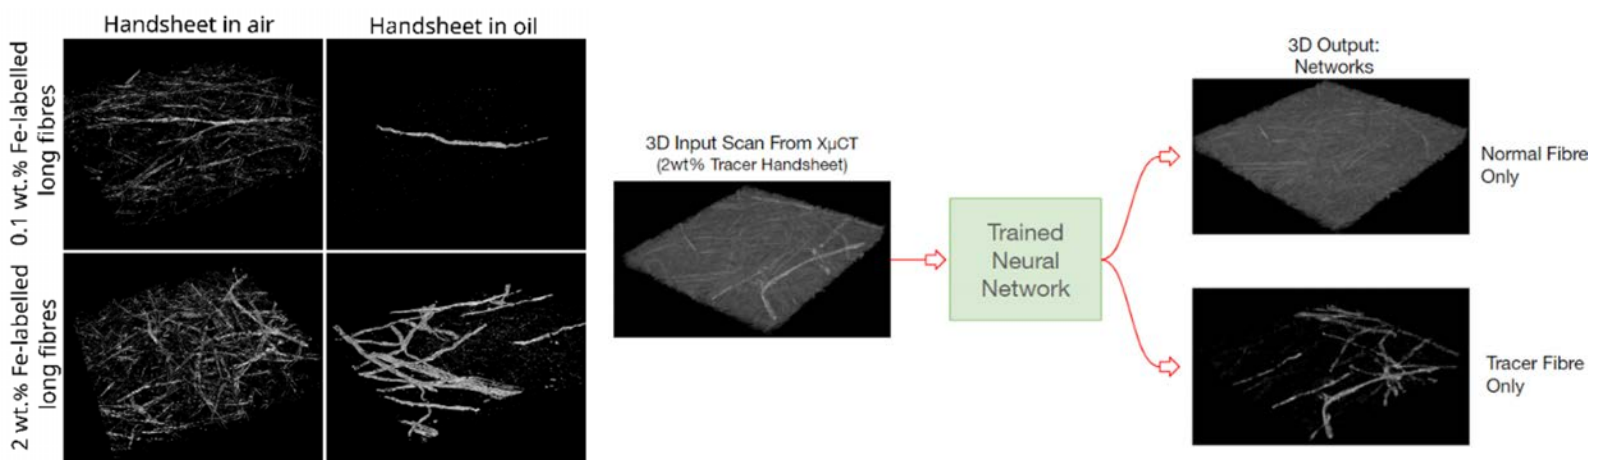 Handsheet in air
Handsheet in oil
0.1 wt.% Fe-labelled
long fibres
2 wt.% Fe-labelled
long fibres
3D Input Scan From XμCT
(2wt% Tracer Handsheet)
Trained
Neural
Network
3D Output:
Networks
Normal Fibre
Only
Tracer Fibre
Only